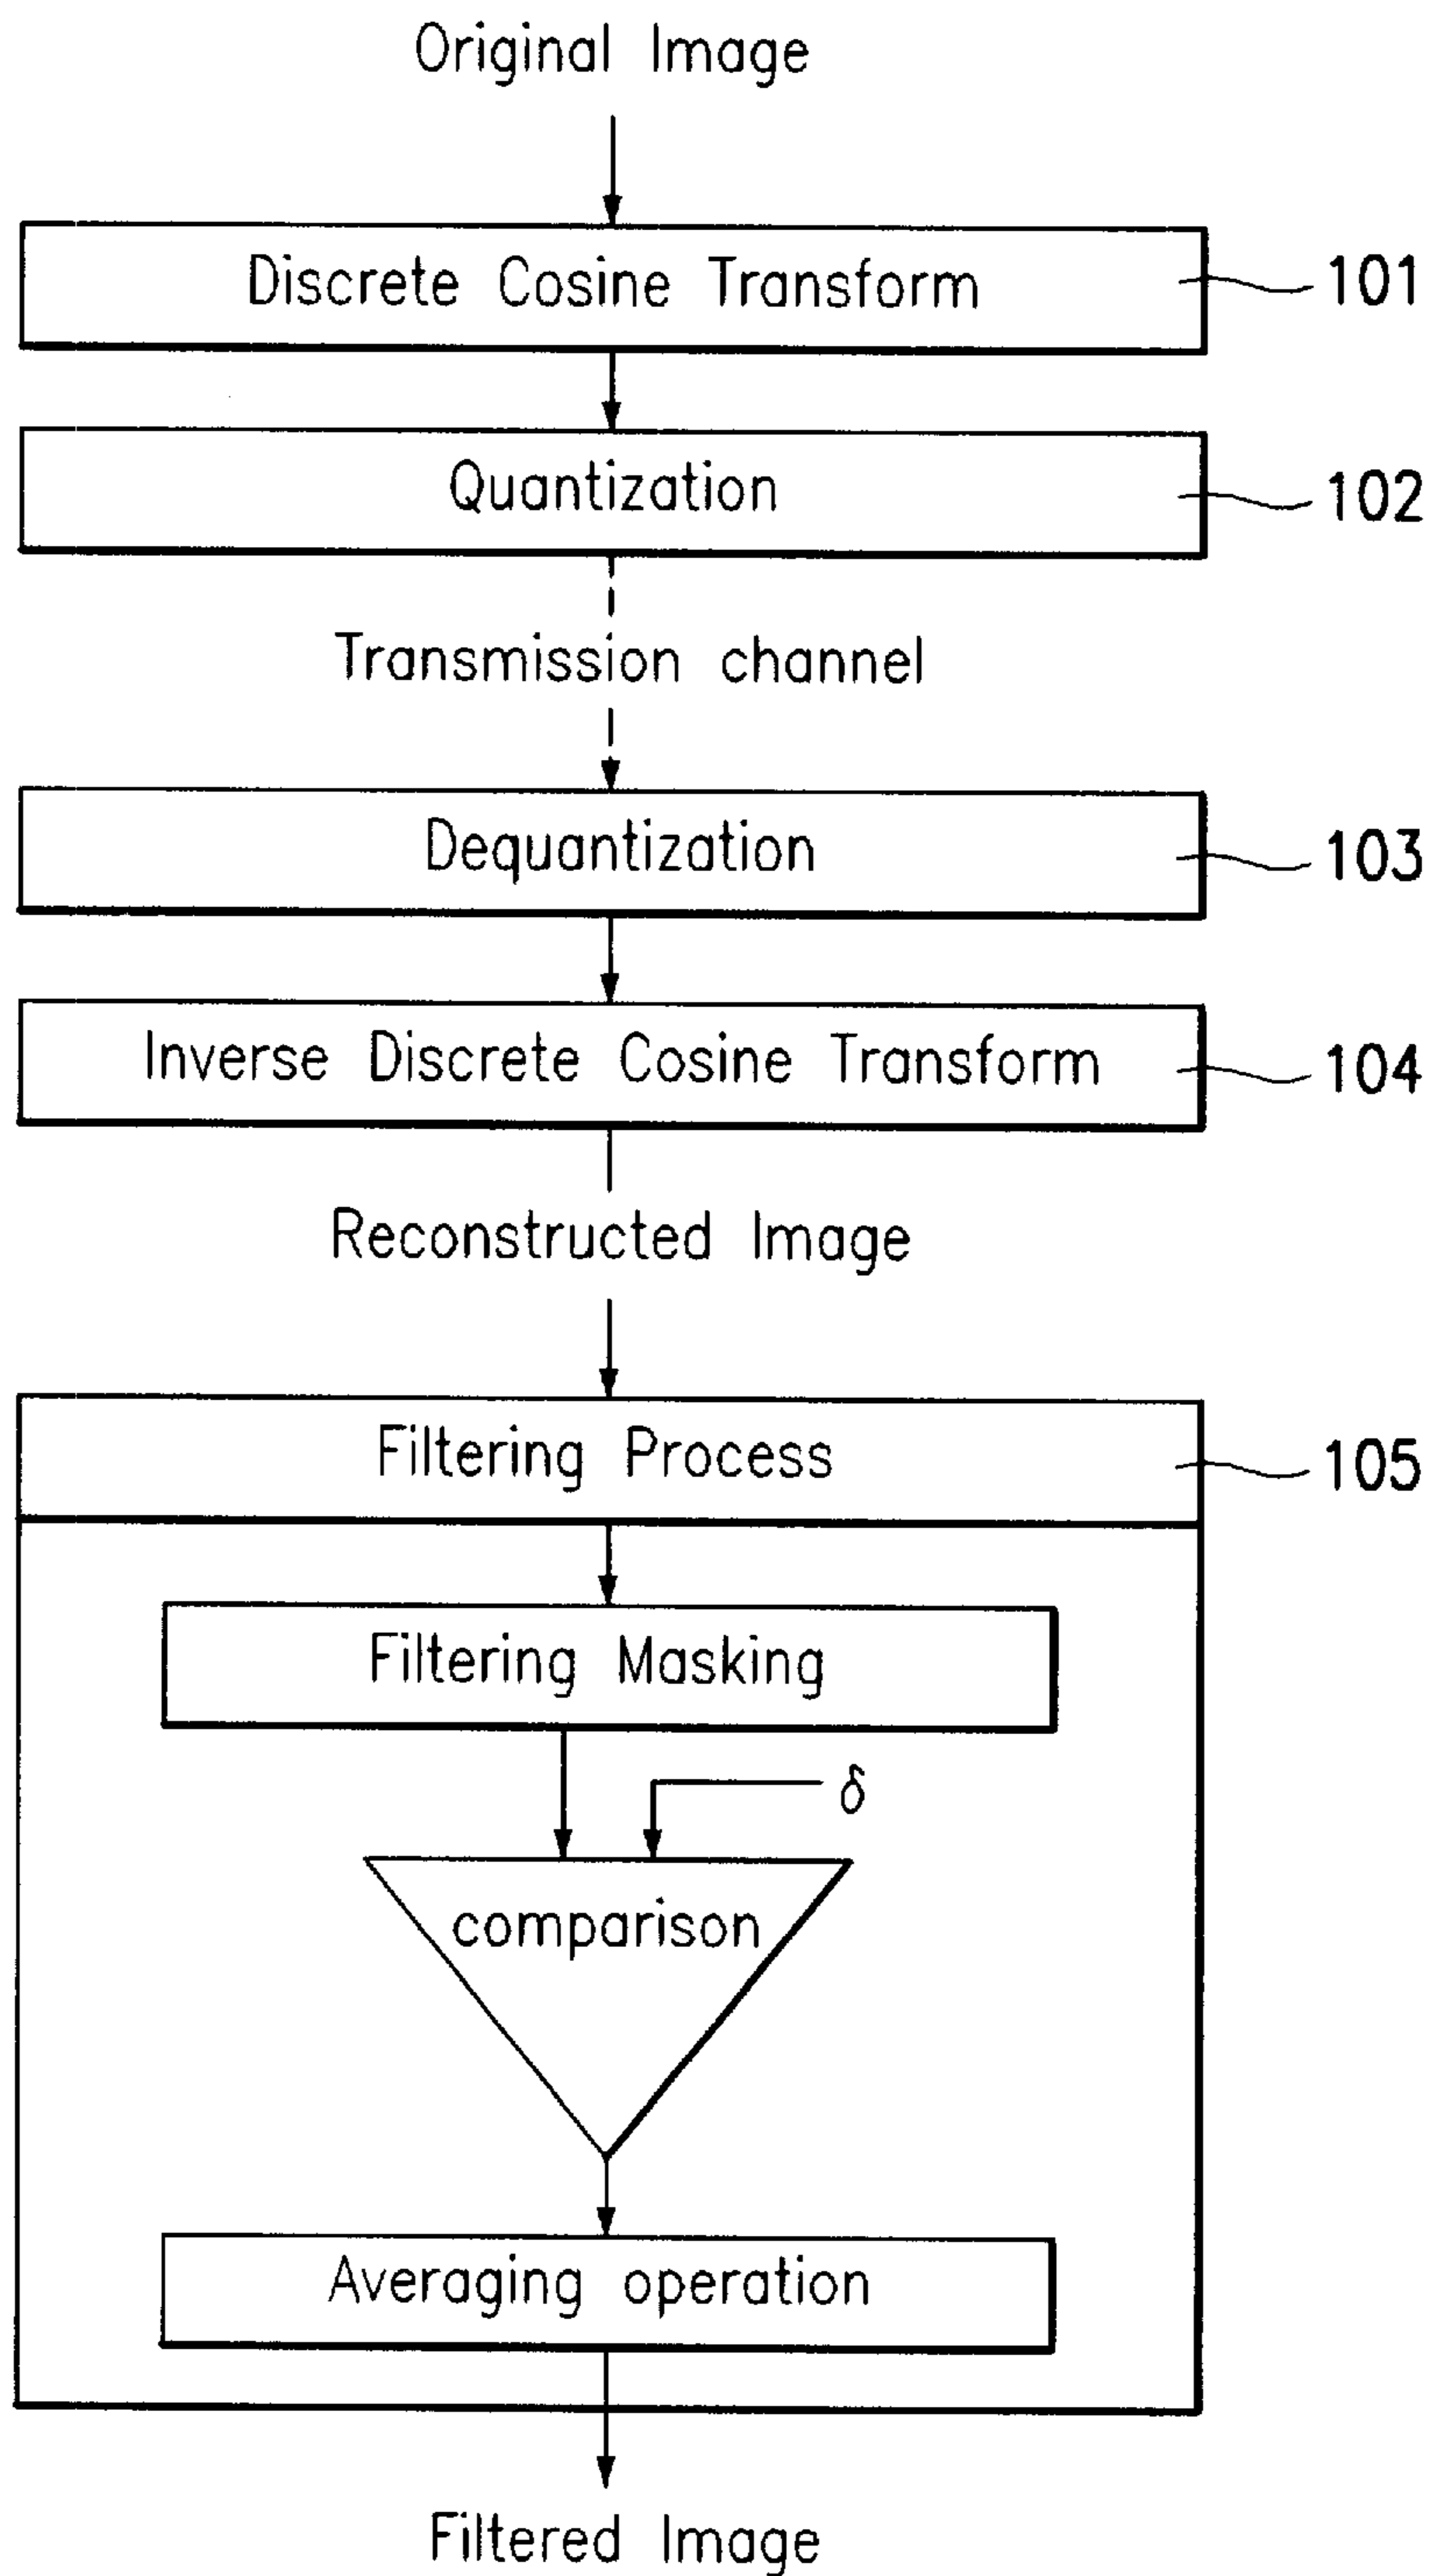 Original Image
Discrete Cosine Transform
101
Quantization
102
Transmission channel
Dequantization
103
Inverse Discrete Cosine Transform
104
Reconstructed Image
Filtering Process
105
Filtering Masking
δ
comparison
Averaging operation
Filtered Image